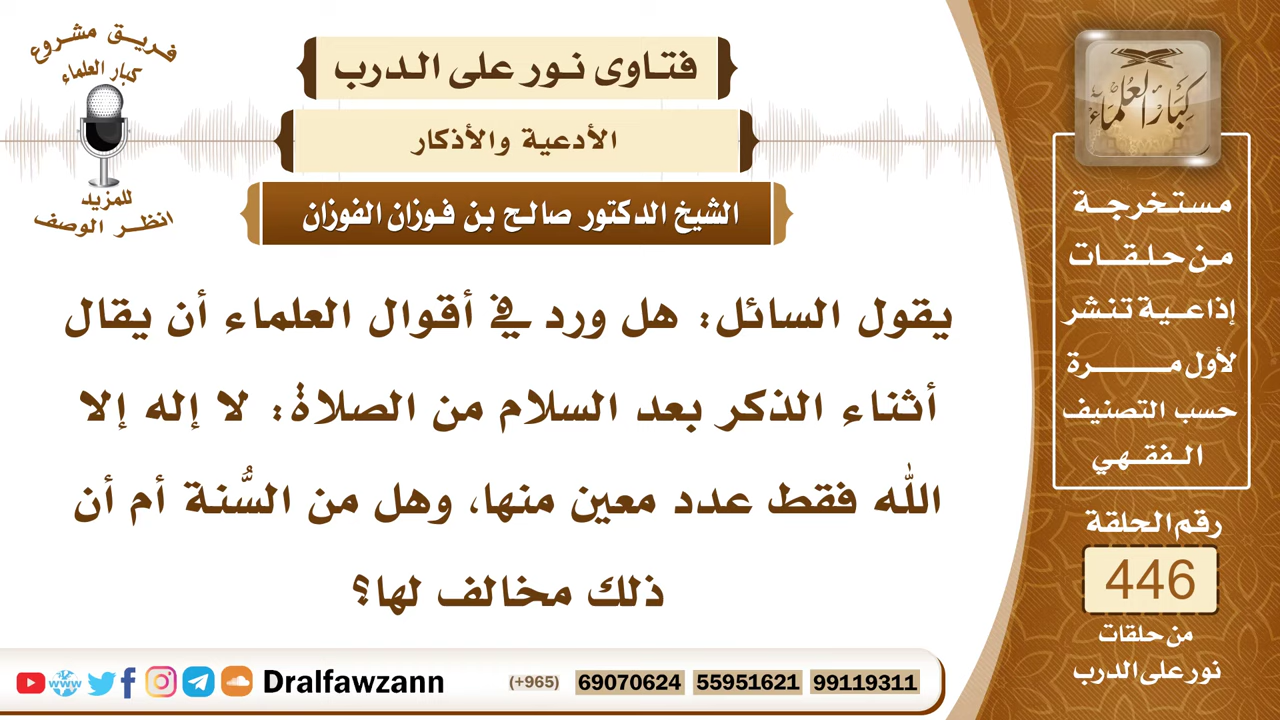 فريق مشروع
كبار العلماء
للمزيد
انظر الوصف
فتاوى نور على الدرب
الأدعية والأذكار
الشيخ الدكتور صالح بن فوزان الفوزان
يقول السائل: هل ورد في أقوال العلماء أن يقال
أثناء الذكر بعد السلام من الصلاة: لا إله إلا
الله فقط عدد معين منها، وهل من السُّنة أم أن
ذلك مخالف لها؟
كبار العلماء
مستخرجة
من حلقات
إذاعية تنشر
لأول مرة
حسب التصنيف
الفقهي
رقم الحلقة
446
من حلقات
نور على الدرب
www Dralfawzann (+965) 69070624 55951621 99119311